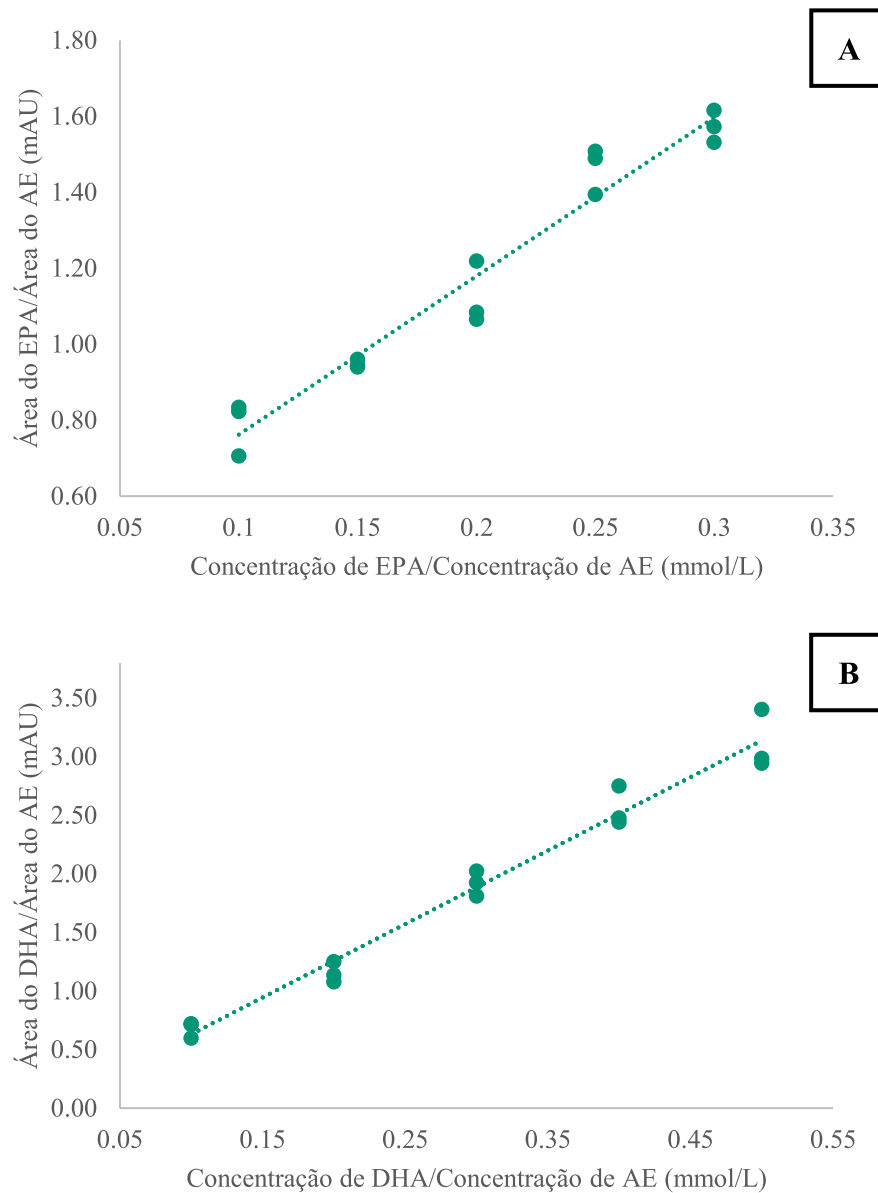 A
Área do EPA/Área do AE (mAU)
1.80
1.60
1.40
1.20
1.00
0.80
0.60
0.05 0.1 0.15 0.2 0.25 0.3 0.35
Concentração de EPA/Concentração de AE (mmol/L)
B
Área do DHA/Área do AE (mAU)
3.50
3.00
2.50
2.00
1.50
1.00
0.50
0.00
0.05 0.15 0.25 0.35 0.45 0.55
Concentração de DHA/Concentração de AE (mmol/L)